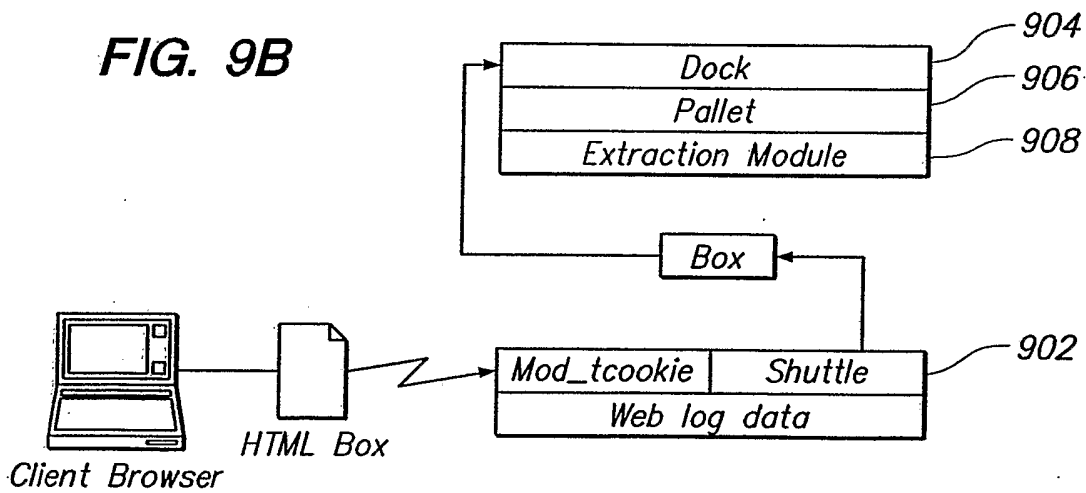 FIG. 9B
904
Dock
906
Pallet
908
Extraction Module
Box
902
Mod_tcookie
Shuttle
Web log data
HTML Box
Client Browser